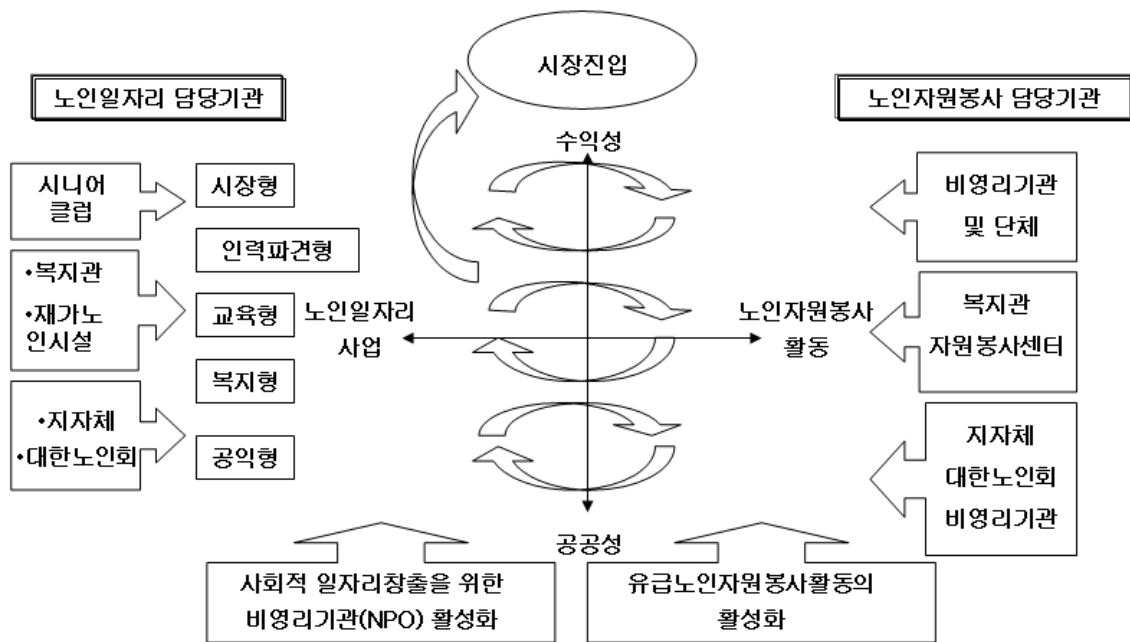 시장진입
노인일자리 담당기관
노인자원봉사 담당기관
수익성
시니어
클럽
시장형
비영리기관
및 단체
인력파견형
•복지관
•재가노
인시설
교육형
노인일자리
사업
노인자원봉사
활동
복지관
자원봉사센터
복지형
•지자체
•대한노인회
공익형
지자체
대한노인회
비영리기관
공공성
사회적 일자리창출을 위한
비영리기관(NPO) 활성화
유급노인자원봉사활동의
활성화